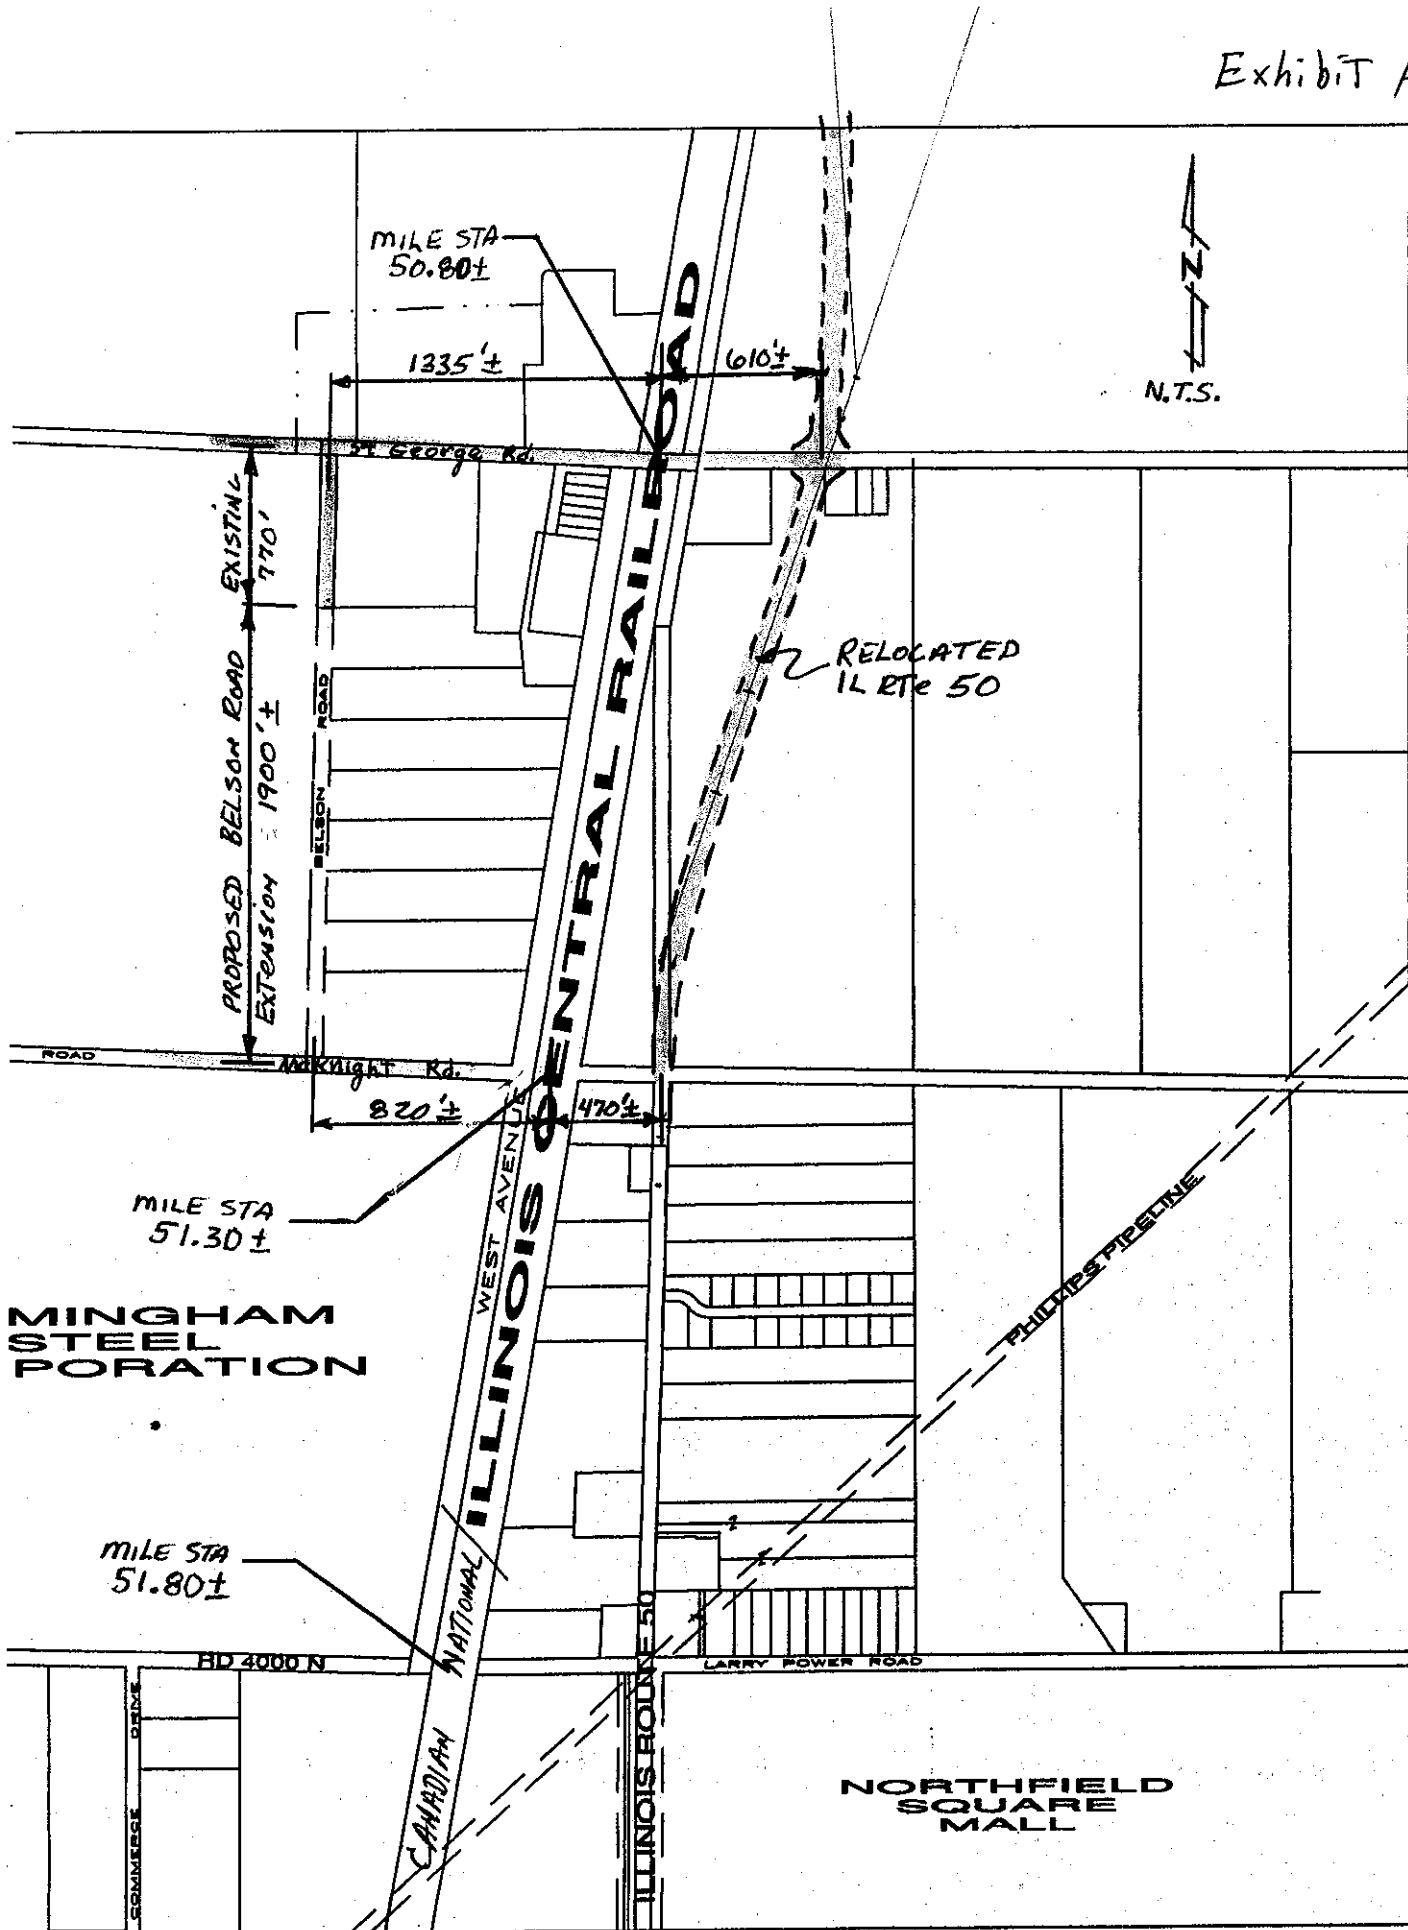 Exhibit A
MILE STA
50.80±
N
N.T.S.
1335'±
610'±
St George Rd.
EXISTING
770'
RELOCATED
IL RTe 50
PROPOSED BELSON ROAD
EXTENSION = 1900'±
BELSON ROAD
ROAD
McKnight Rd.
820'±
470'±
WEST AVENUE
ILLINOIS CENTRAL RAILROAD
MILE STA
51.30±
PHILLIPS PIPELINE
MINGHAM
STEEL
PORATION
MILE STA
51.80±
CANADIAN NATIONAL
RD 4000 N
LARRY POWER ROAD
ILLINOIS ROUTE 50
COMMERCE DRIVE
NORTHFIELD
SQUARE
MALL